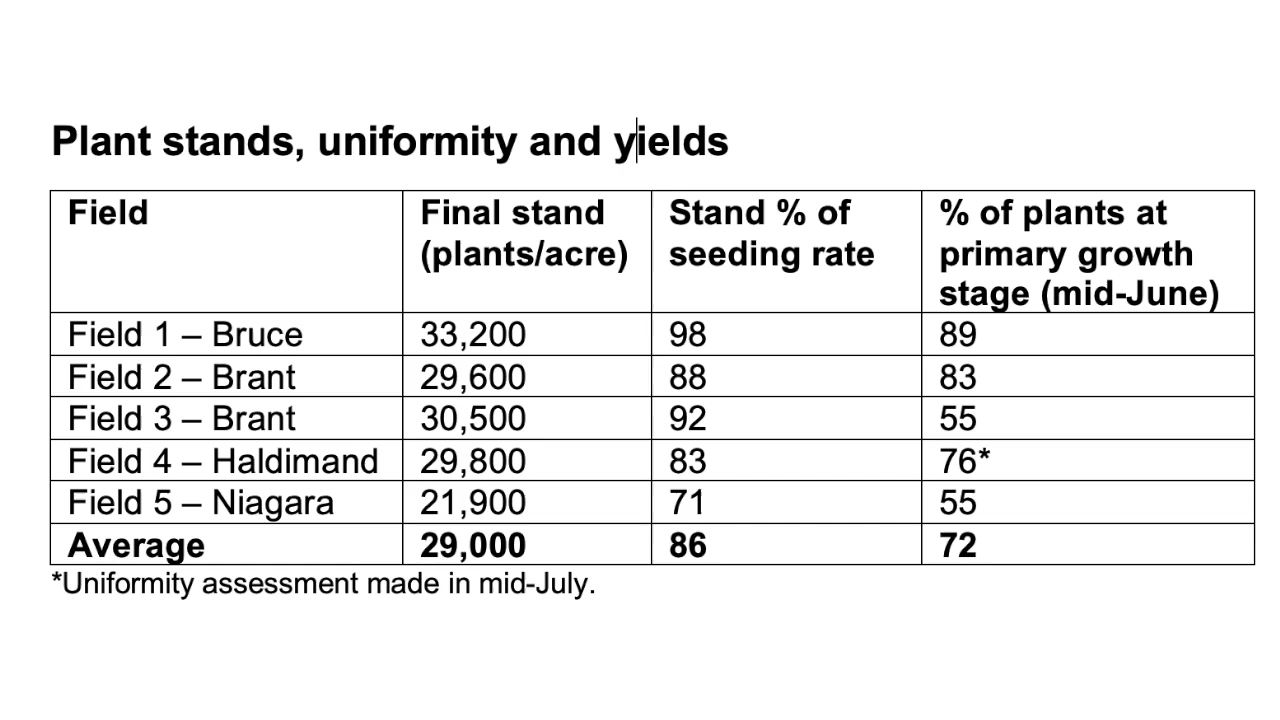 Plant stands, uniformity and yields
Field Final stand (plants/acre) Stand % of seeding rate % of plants at primary growth stage (mid-June)
Field 1 – Bruce 33,200 98 89
Field 2 – Brant 29,600 88 83
Field 3 – Brant 30,500 92 55
Field 4 – Haldimand 29,800 83 76*
Field 5 – Niagara 21,900 71 55
Average 29,000 86 72
*Uniformity assessment made in mid-July.